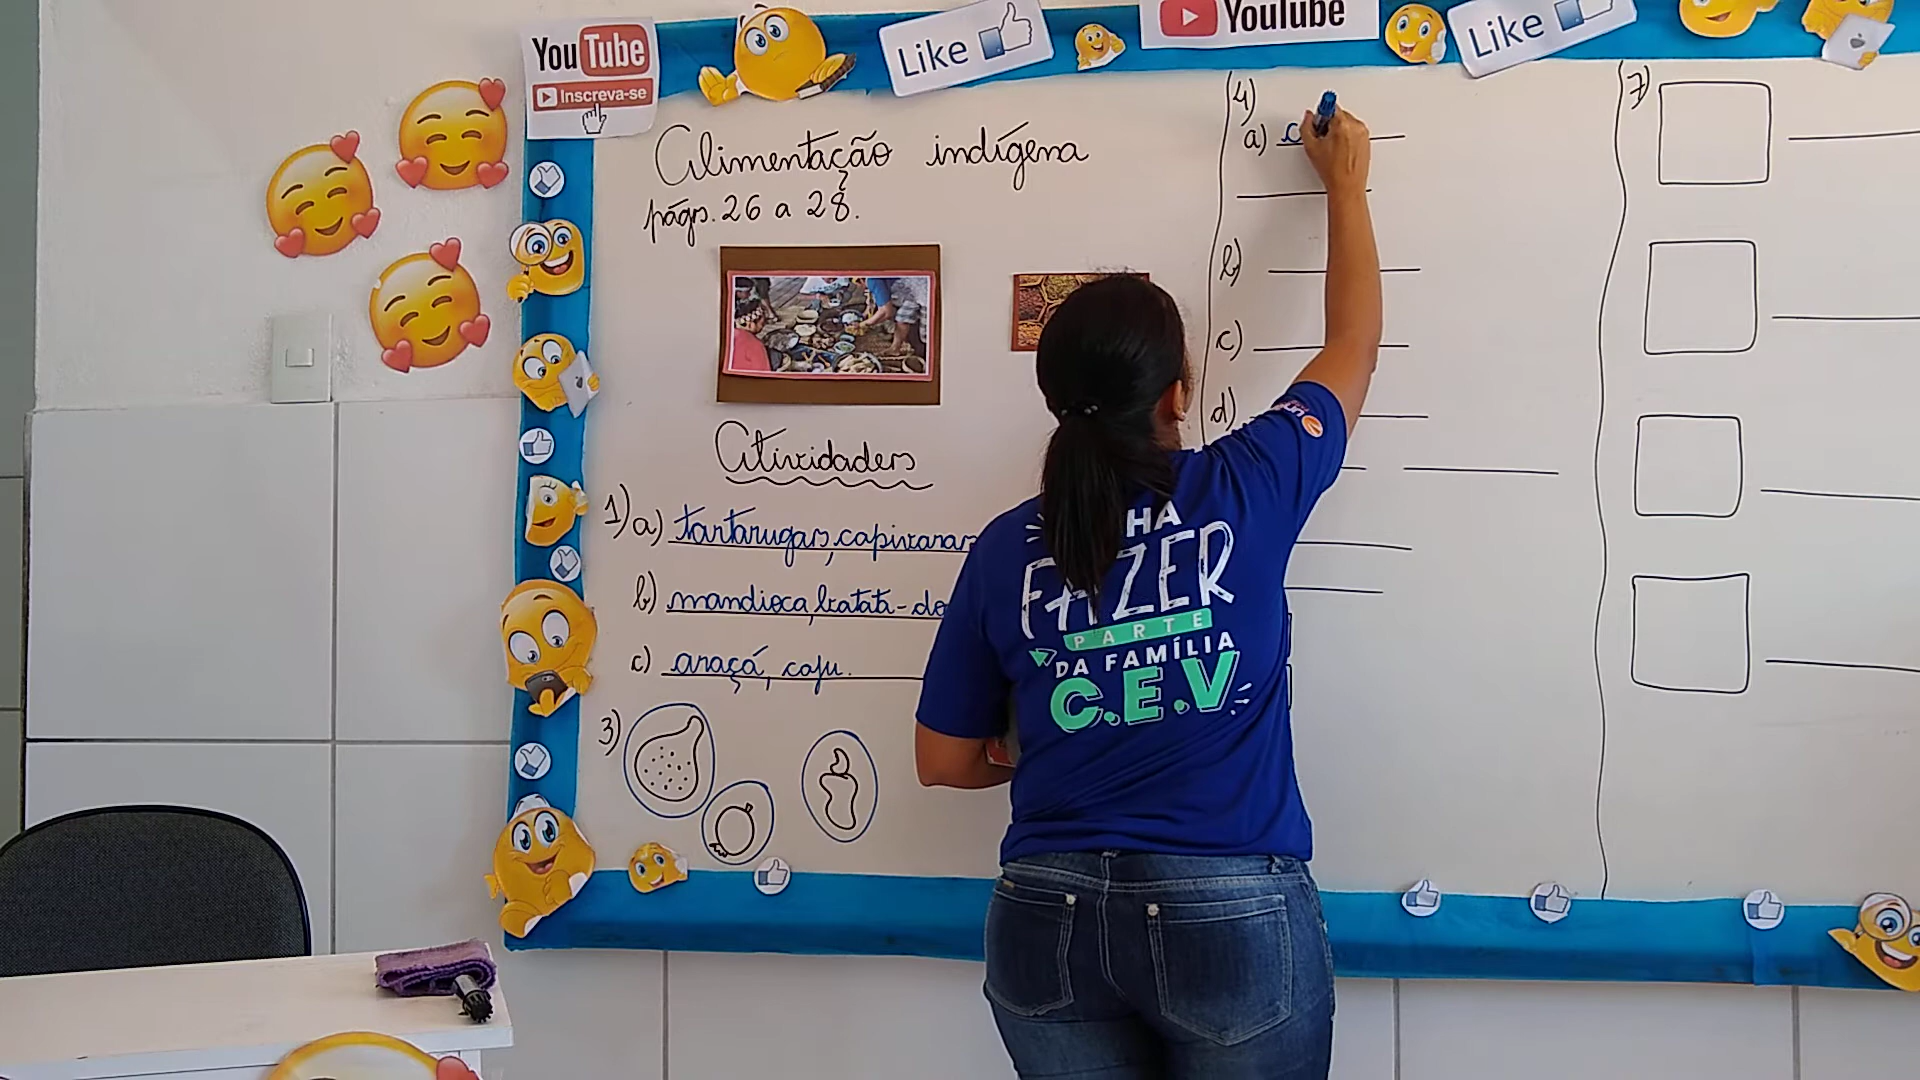 YouTube
Inscreva-se
Like
YouTube
Like
Alimentação indígena
págs. 26 a 28.
Atividades
1) a) tartarugas, capivaras
b) mandioca, batata-do
c) araçá, caju.
3)
4)
a) c
b)
c)
d)
7)
HA
FAZER
PARTE
DA FAMÍLIA
C.E.V